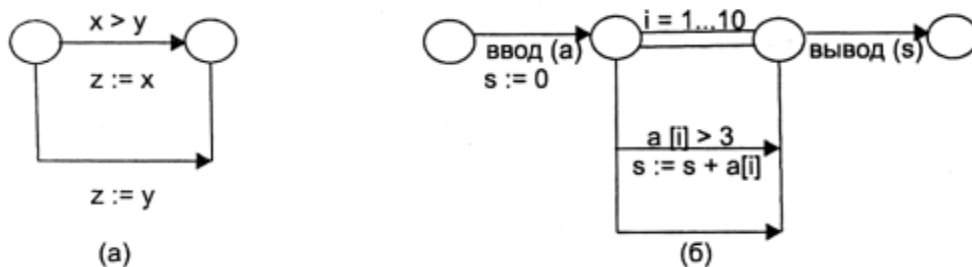 x > y
z := x
z := y
(а)
i = 1...10
ввод (а)
s := 0
вывод (s)
a [i] > 3
s := s + a[i]
(б)